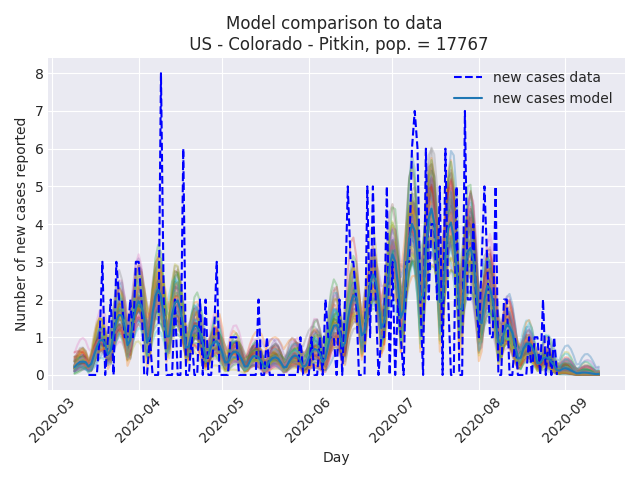 Model comparison to data
US - Colorado - Pitkin, pop. = 17767
new cases data
new cases model
Number of new cases reported
8
7
6
5
4
3
2
1
0
2020-03
2020-04
2020-05
2020-06
2020-07
2020-08
2020-09
Day